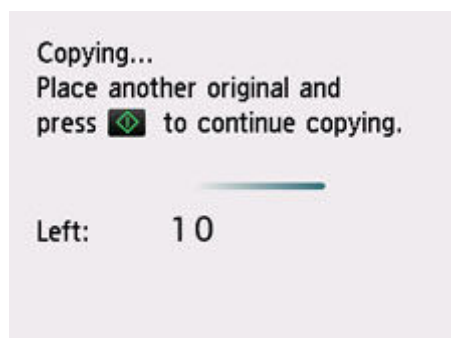 Copying...
Place another original and
press to continue copying.
Left: 10